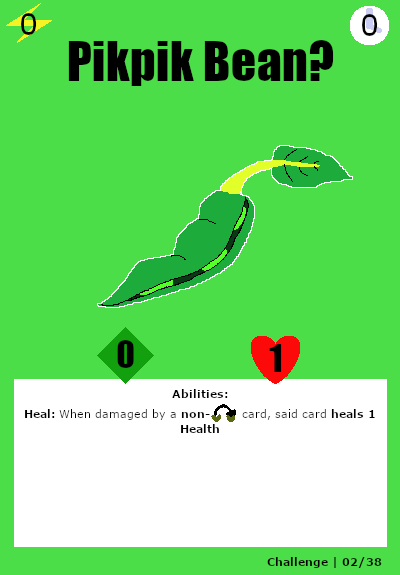 0
0
Pikpik Bean?
0
1
Abilities:
Heal: When damaged by a non- card, said card heals 1
Health
Challenge | 02/38